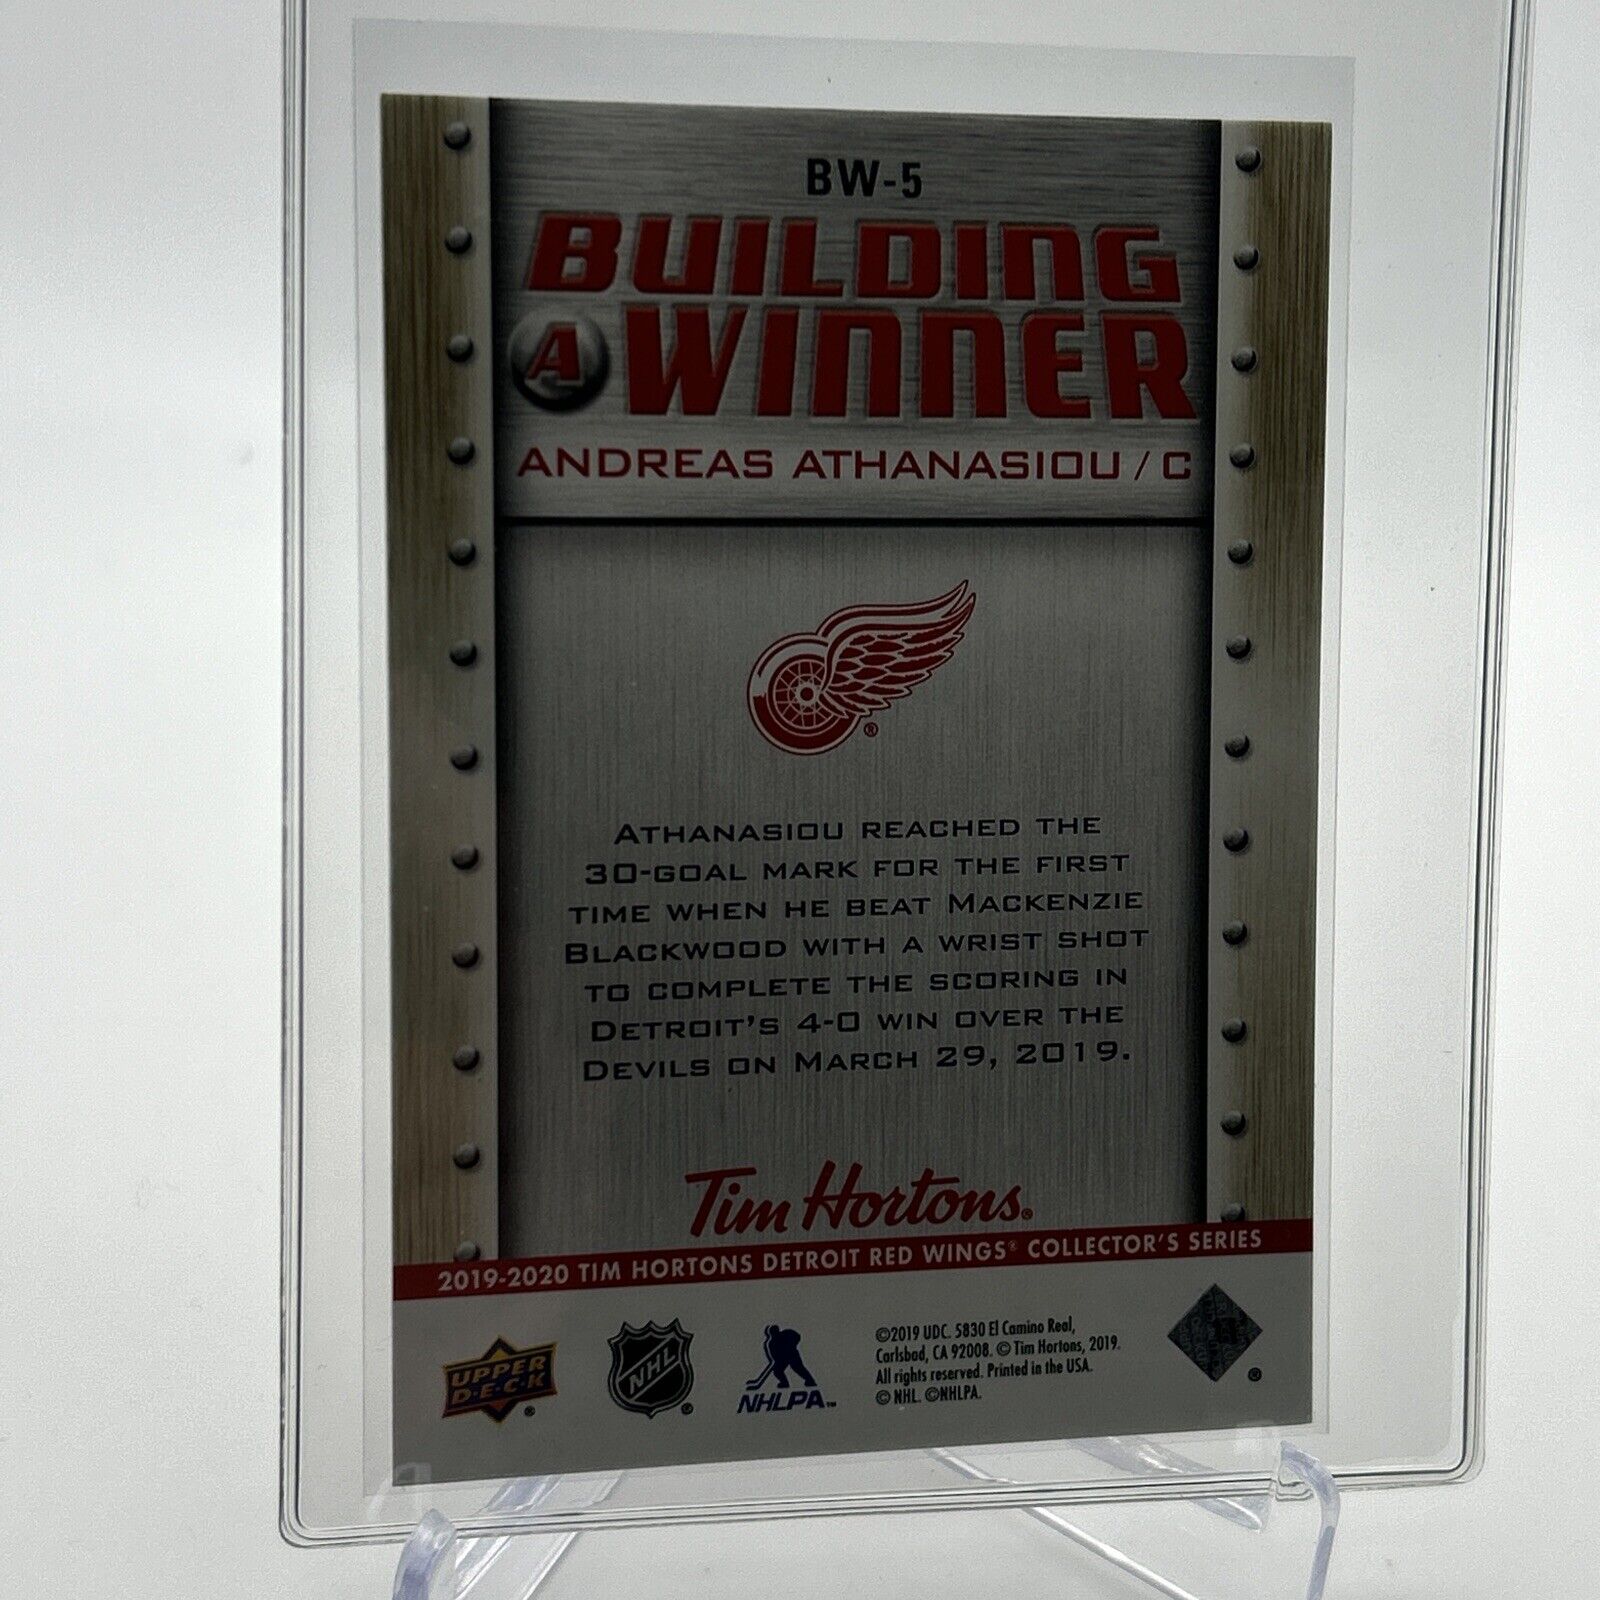 BW-5
BUILDING
A WINNER
ANDREAS ATHANASIOU / C
®
ATHANASIOU REACHED THE
30-GOAL MARK FOR THE FIRST
TIME WHEN HE BEAT MACKENZIE
BLACKWOOD WITH A WRIST SHOT
TO COMPLETE THE SCORING IN
DETROIT'S 4-0 WIN OVER THE
DEVILS ON MARCH 29, 2019.
Tim Hortons®
2019-2020 TIM HORTONS DETROIT RED WINGS® COLLECTOR'S SERIES
UPPER
D·E·C·K®
NHL®
NHLPA™
©2019 UDC. 5830 El Camino Real,
Carlsbad, CA 92008. © Tim Hortons, 2019.
All rights reserved. Printed in the USA.
© NHL. ©NHLPA.
®